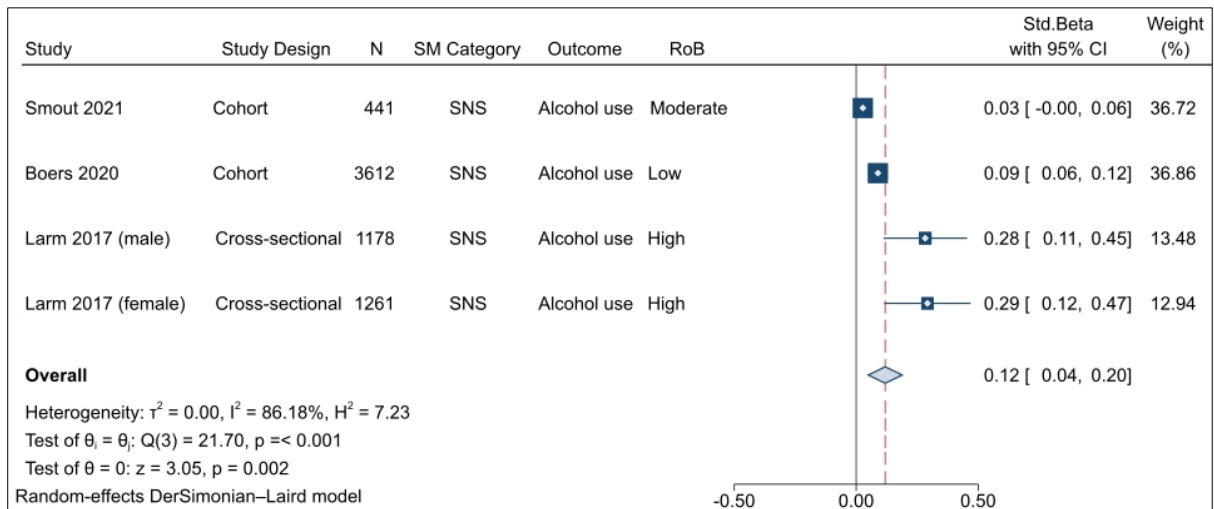 Std.Beta Weight
Study Study Design N SM Category Outcome RoB with 95% CI (%)
Smout 2021 Cohort 441 SNS Alcohol use Moderate 0.03 [ -0.00, 0.06] 36.72
Boers 2020 Cohort 3612 SNS Alcohol use Low 0.09 [ 0.06, 0.12] 36.86
Larm 2017 (male) Cross-sectional 1178 SNS Alcohol use High 0.28 [ 0.11, 0.45] 13.48
Larm 2017 (female) Cross-sectional 1261 SNS Alcohol use High 0.29 [ 0.12, 0.47] 12.94
Overall 0.12 [ 0.04, 0.20]
Heterogeneity: τ² = 0.00, I² = 86.18%, H² = 7.23
Test of θᵢ = θⱼ: Q(3) = 21.70, p =< 0.001
Test of θ = 0: z = 3.05, p = 0.002
Random-effects DerSimonian–Laird model
-0.50 0.00 0.50